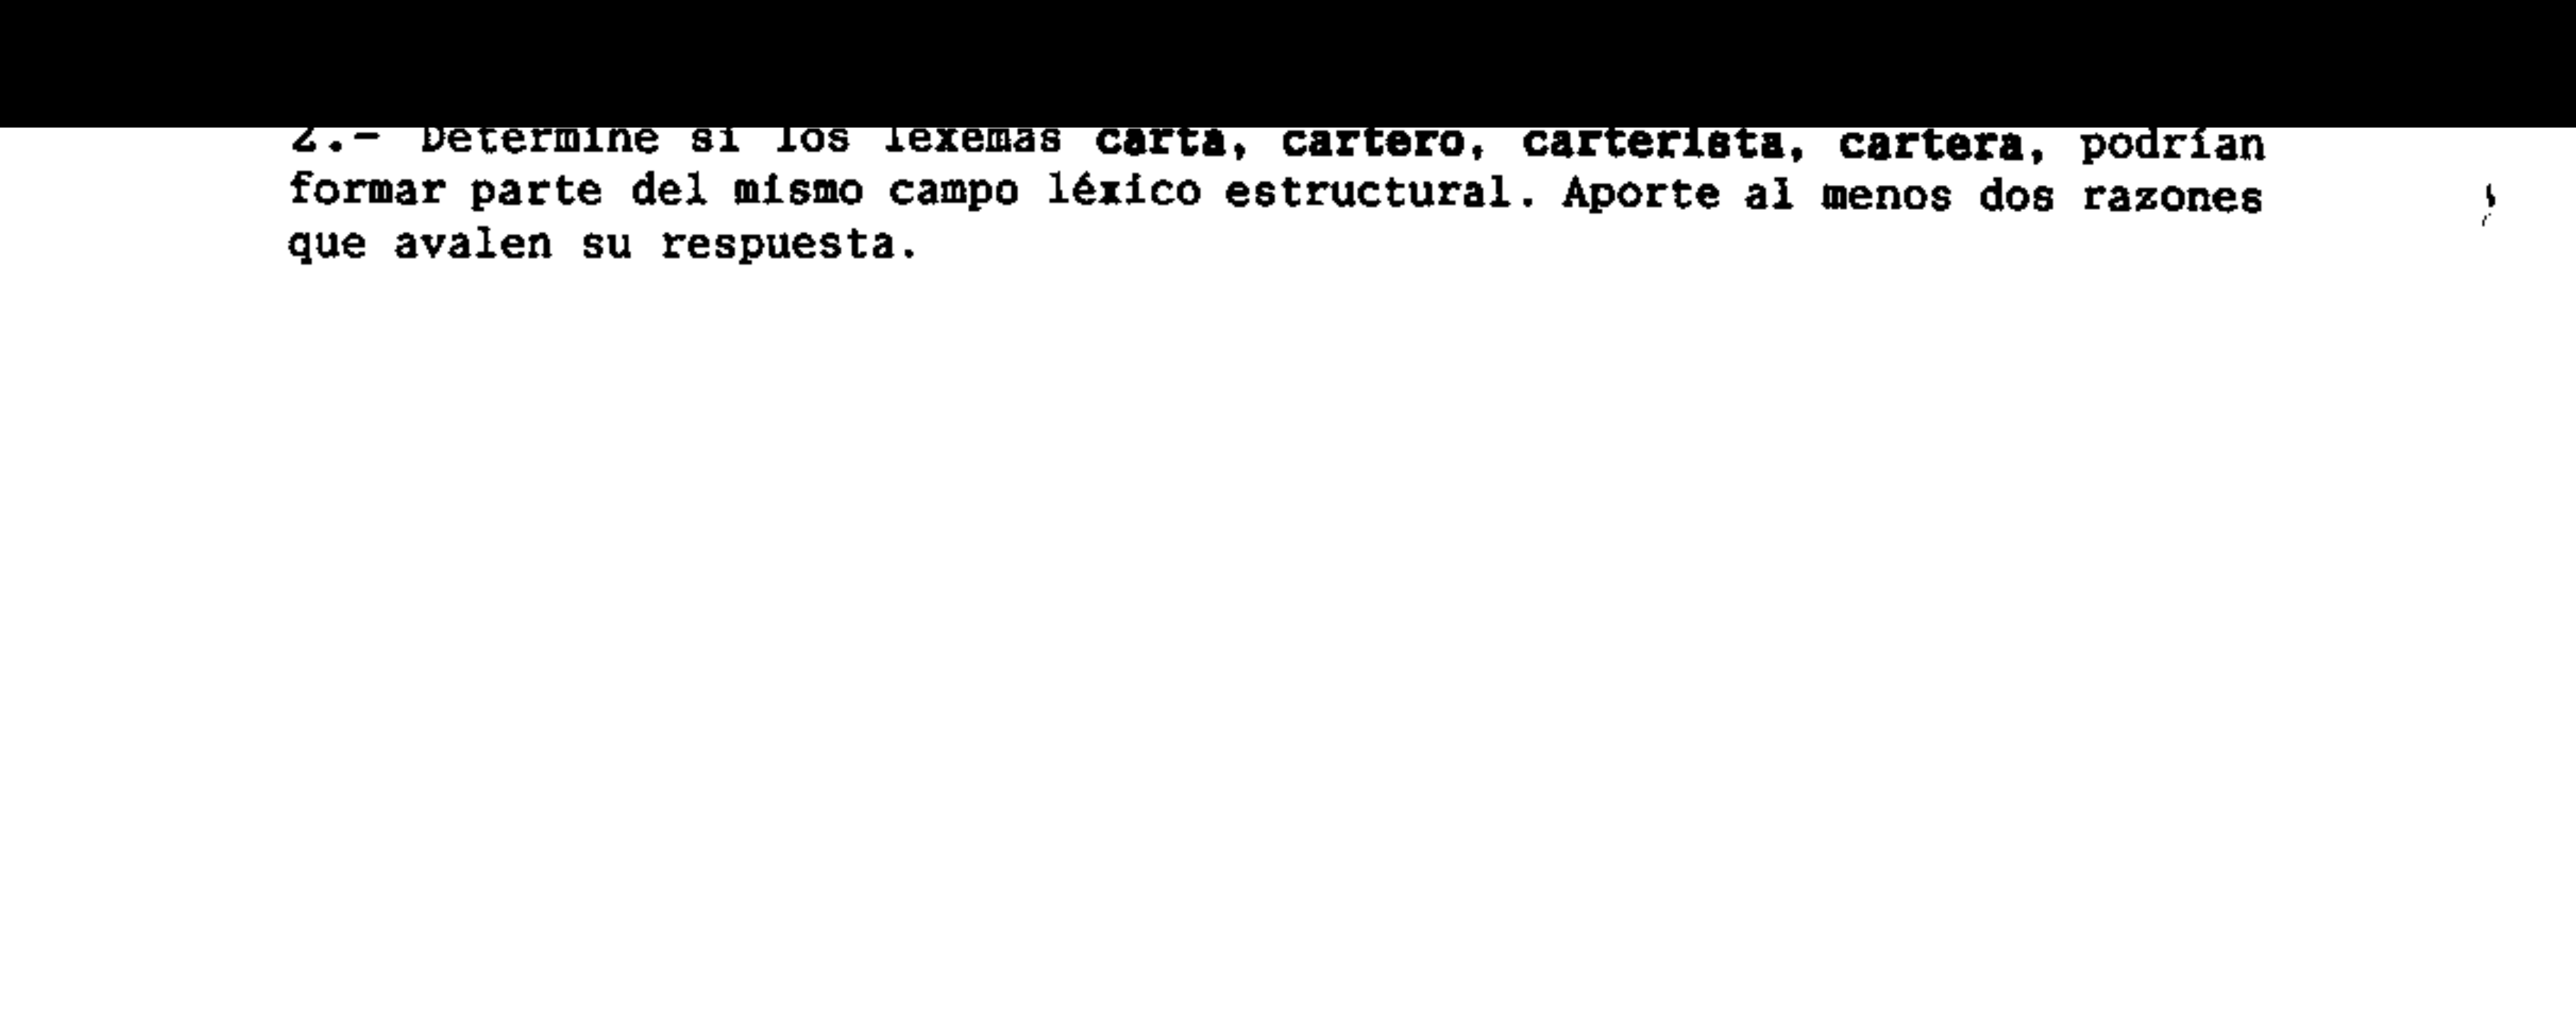 2.- Determine si los lexemas carta, cartero, carterista, cartera, podrían
formar parte del mismo campo léxico estructural. Aporte al menos dos razones
que avalen su respuesta.